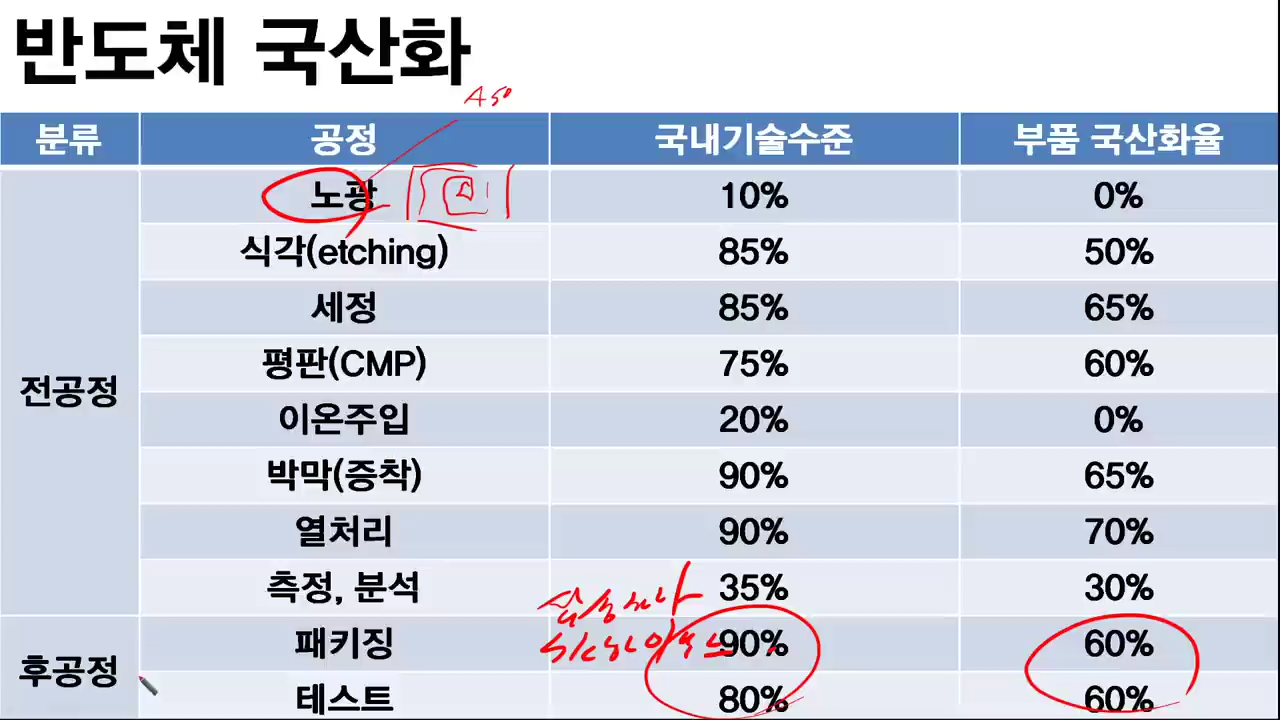 반도체 국산화
분류 공정 국내기술수준 부품 국산화율
노광 10% 0%
식각(etching) 85% 50%
세정 85% 65%
평판(CMP) 75% 60%
전공정
이온주입 20% 0%
박막(증착) 90% 65%
열처리 90% 70%
측정, 분석 35% 30%
패키징 90% 60%
후공정
테스트 80% 60%